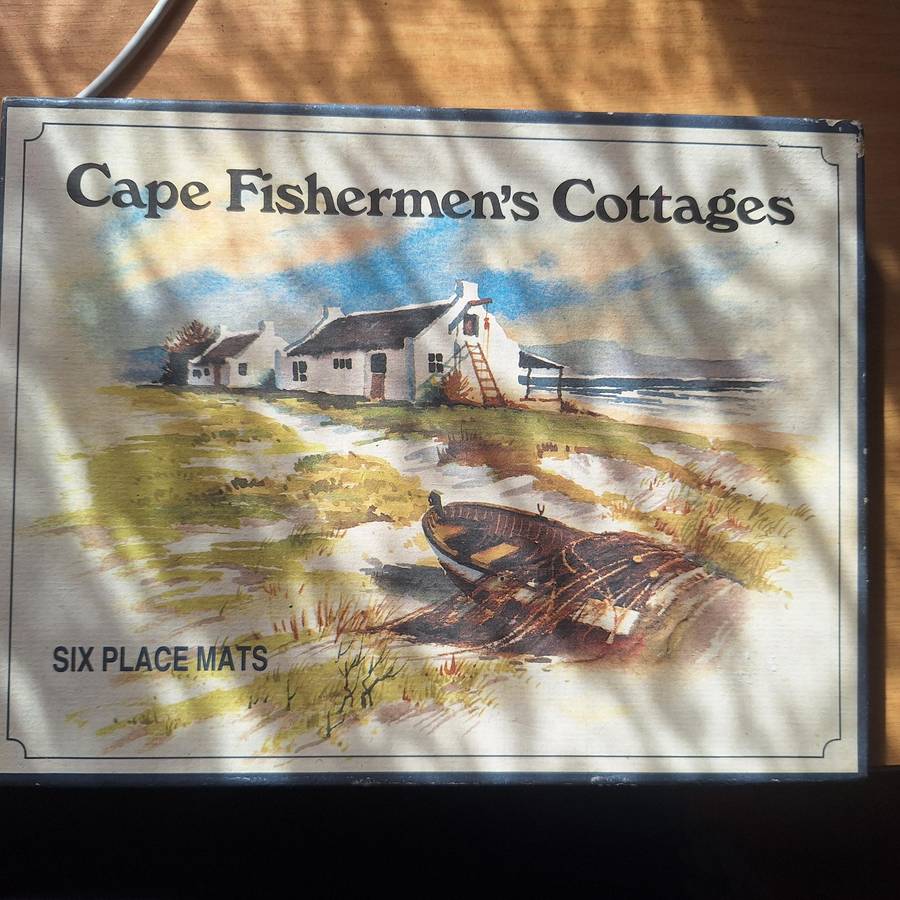 Cape Fishermen's Cottages
SIX PLACE MATS